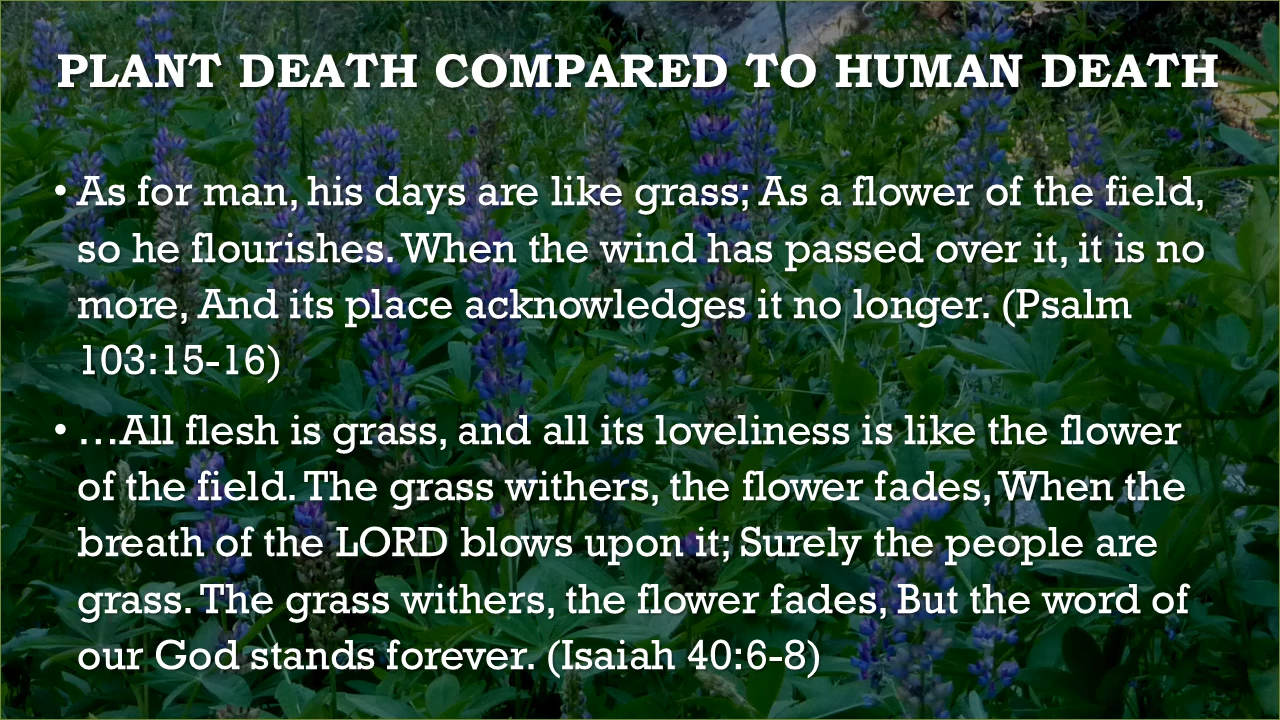 PLANT DEATH COMPARED TO HUMAN DEATH
• As for man, his days are like grass; As a flower of the field,
so he flourishes. When the wind has passed over it, it is no
more, And its place acknowledges it no longer. (Psalm
103:15-16)
• …All flesh is grass, and all its loveliness is like the flower
of the field. The grass withers, the flower fades, When the
breath of the LORD blows upon it; Surely the people are
grass. The grass withers, the flower fades, But the word of
our God stands forever. (Isaiah 40:6-8)